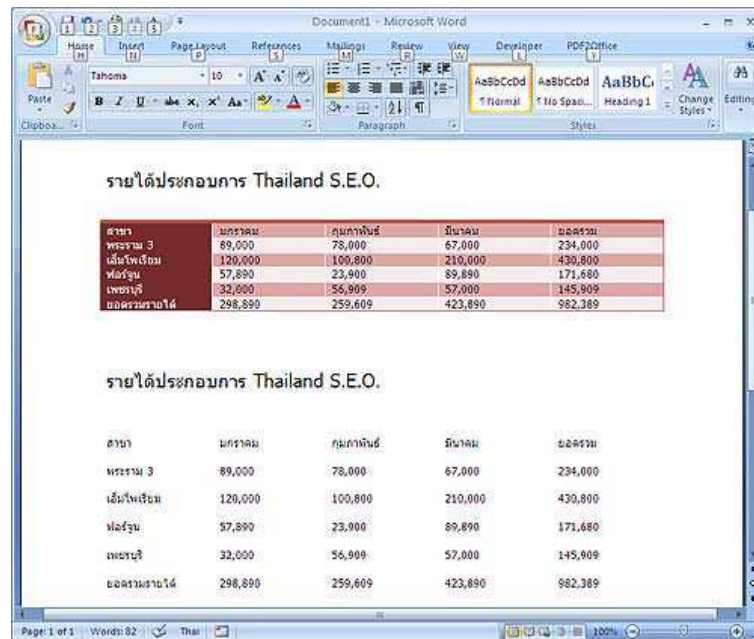 Document1 - Microsoft Word
1 2 3 4 5
F Home Insert Page Layout References Mailings Review View Developer PDF2Office
H N P S M R W L Y
Tahoma 10
Paste
B I U abe x, x' Aa
AaBbCcDd AaBbCcDd AaBbCc
¶ Normal ¶ No Spaci... Heading 1
Change Styles
Editing
Clipboa... Font Paragraph Styles
รายได้ประกอบการ Thailand S.E.O.
สาขา มกราคม กุมภาพันธ์ มีนาคม ยอดรวม
พระราม 3 89,000 78,000 67,000 234,000
เอ็มโพเรียม 120,000 100,800 210,000 430,800
ฟอร์จูน 57,890 23,900 89,890 171,680
เพชรบุรี 32,000 56,909 57,000 145,909
ยอดรวมรายได้ 298,890 259,609 423,890 982,389
รายได้ประกอบการ Thailand S.E.O.
สาขา มกราคม กุมภาพันธ์ มีนาคม ยอดรวม
พระราม 3 89,000 78,000 67,000 234,000
เอ็มโพเรียม 120,000 100,800 210,000 430,800
ฟอร์จูน 57,890 23,900 89,890 171,680
เพชรบุรี 32,000 56,909 57,000 145,909
ยอดรวมรายได้ 298,890 259,609 423,890 982,389
Page: 1 of 1 Words: 82 Thai 100%